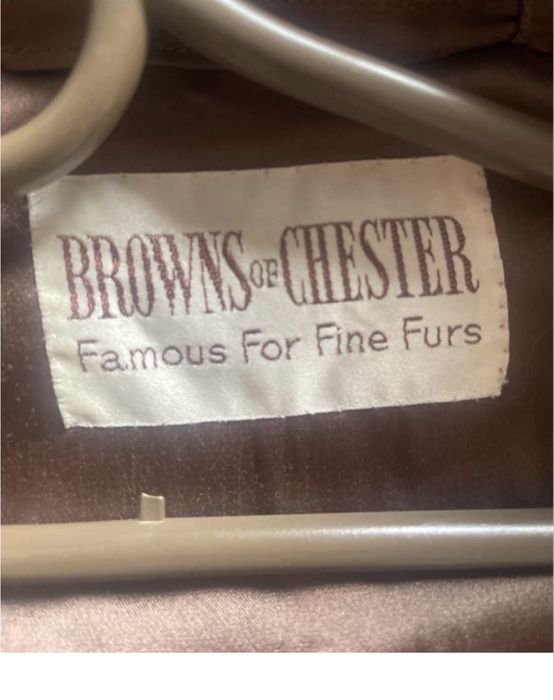 BROWNS OF CHESTER
Famous For Fine Furs